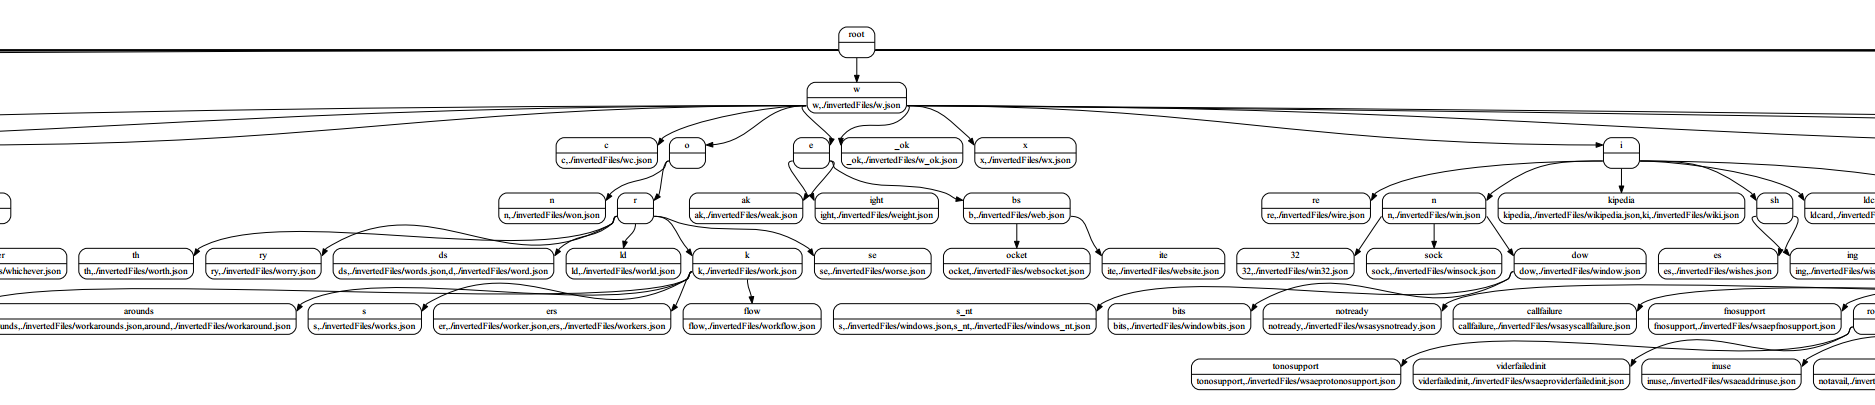 root
w
w,./invertedFiles/w.json
c
c,./invertedFiles/wc.json
o
e
_ok
_ok,./invertedFiles/w_ok.json
x
x,./invertedFiles/wx.json
i
n
n,./invertedFiles/won.json
r
ak
ak,./invertedFiles/weak.json
ight
ight,./invertedFiles/weight.json
bs
b,./invertedFiles/web.json
re
re,./invertedFiles/wire.json
n
n,./invertedFiles/win.json
kipedia
kipedia,./invertedFiles/wikipedia.json,ki,./invertedFiles/wiki.json
sh
ldc
ldcard,./invertedF
er
s/whichever.json
th
th,./invertedFiles/worth.json
ry
ry,./invertedFiles/worry.json
ds
ds,./invertedFiles/words.json,d,./invertedFiles/word.json
ld
ld,./invertedFiles/world.json
k
k,./invertedFiles/work.json
se
se,./invertedFiles/worse.json
ocket
ocket,./invertedFiles/websocket.json
ite
ite,./invertedFiles/website.json
32
32,./invertedFiles/win32.json
sock
sock,./invertedFiles/winsock.json
dow
dow,./invertedFiles/window.json
es
es,./invertedFiles/wishes.json
ing
ing,./invertedFiles/wis
arounds
unds,./invertedFiles/workarounds.json,around,./invertedFiles/workaround.json
s
s,./invertedFiles/works.json
ers
er,./invertedFiles/worker.json,ers,./invertedFiles/workers.json
flow
flow,./invertedFiles/workflow.json
s_nt
s,./invertedFiles/windows.json,s_nt,./invertedFiles/windows_nt.json
bits
bits,./invertedFiles/windowbits.json
notready
notready,./invertedFiles/wsasysnotready.json
callfailure
callfailure,./invertedFiles/wsasyscallfailure.json
fnosupport
fnosupport,./invertedFiles/wsaepfnosupport.json
ro
tonosupport
tonosupport,./invertedFiles/wsaeprotonosupport.json
viderfailedinit
viderfailedinit,./invertedFiles/wsaeproviderfailedinit.json
inuse
inuse,./invertedFiles/wsaeaddrinuse.json
notavail,./invert